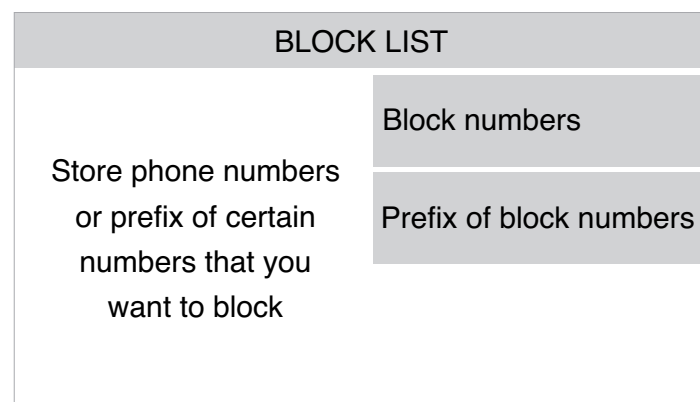 BLOCK LIST
Store phone numbers
or prefix of certain
numbers that you
want to block
Block numbers
Prefix of block numbers